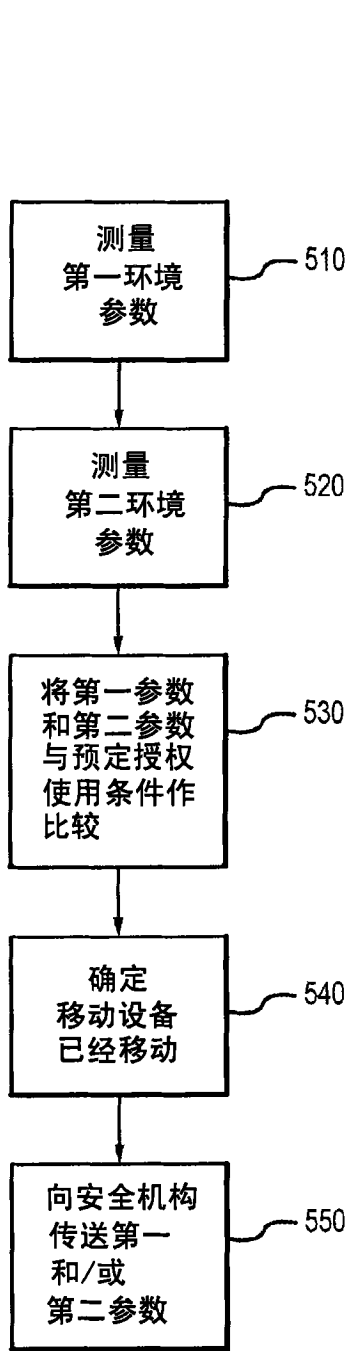 测量
第一环境
参数
510
测量
第二环境
参数
520
将第一参数
和第二参数
与预定授权
使用条件作
比较
530
确定
移动设备
已经移动
540
向安全机构
传送第一
和/或
第二参数
550